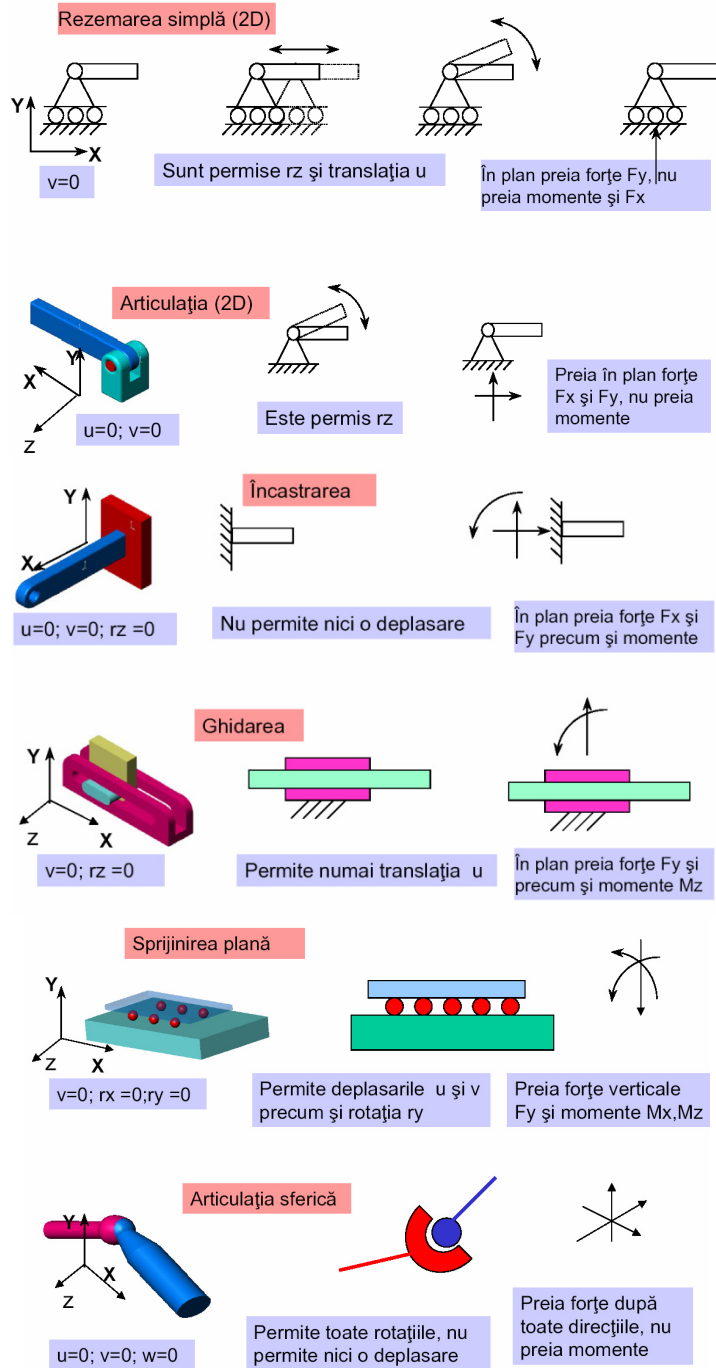 Rezemarea simplă (2D)
Y
X
v=0
Sunt permise rz şi translaţia u
În plan preia forţe Fy, nu
preia momente şi Fx
Articulaţia (2D)
Y
X
Z
u=0; v=0
Este permis rz
Preia în plan forţe
Fx şi Fy, nu preia
momente
Încastrarea
Y
X
u=0; v=0; rz =0
Nu permite nici o deplasare
În plan preia forţe Fx şi
Fy precum şi momente
Ghidarea
Y
Z
X
v=0; rz =0
Permite numai translaţia u
În plan preia forţe Fy şi
precum şi momente Mz
Sprijinirea plană
Y
Z
X
v=0; rx =0;ry =0
Permite deplasarile u şi v
precum şi rotaţia ry
Preia forţe verticale
Fy şi momente Mx,Mz
Articulaţia sferică
Y
X
Z
u=0; v=0; w=0
Permite toate rotaţiile, nu
permite nici o deplasare
Preia forţe după
toate direcţiile, nu
preia momente